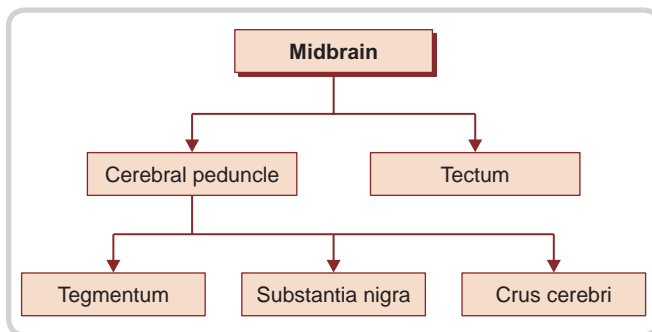 Midbrain
Cerebral peduncle
Tectum
Tegmentum
Substantia nigra
Crus cerebri